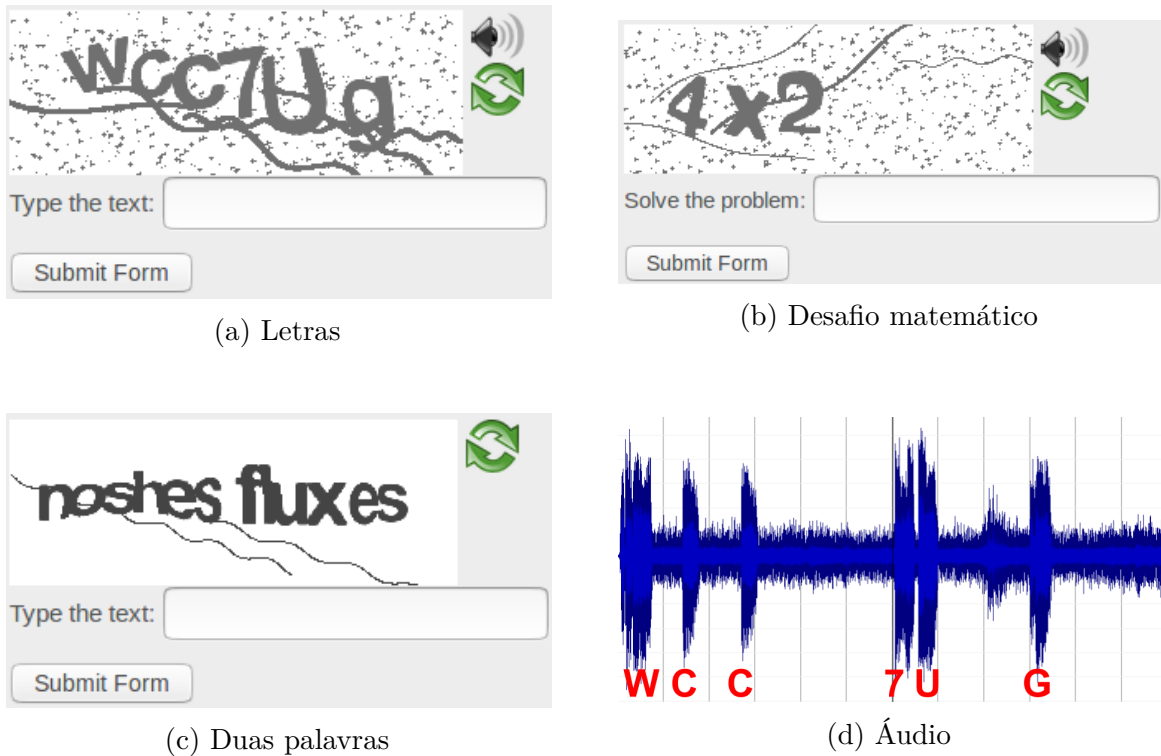 wcc7Ug
Type the text:
Submit Form
(a) Letras
4x2
Solve the problem:
Submit Form
(b) Desafio matemático
noshes fluxes
Type the text:
Submit Form
(c) Duas palavras
W C C 7 U G
(d) Áudio